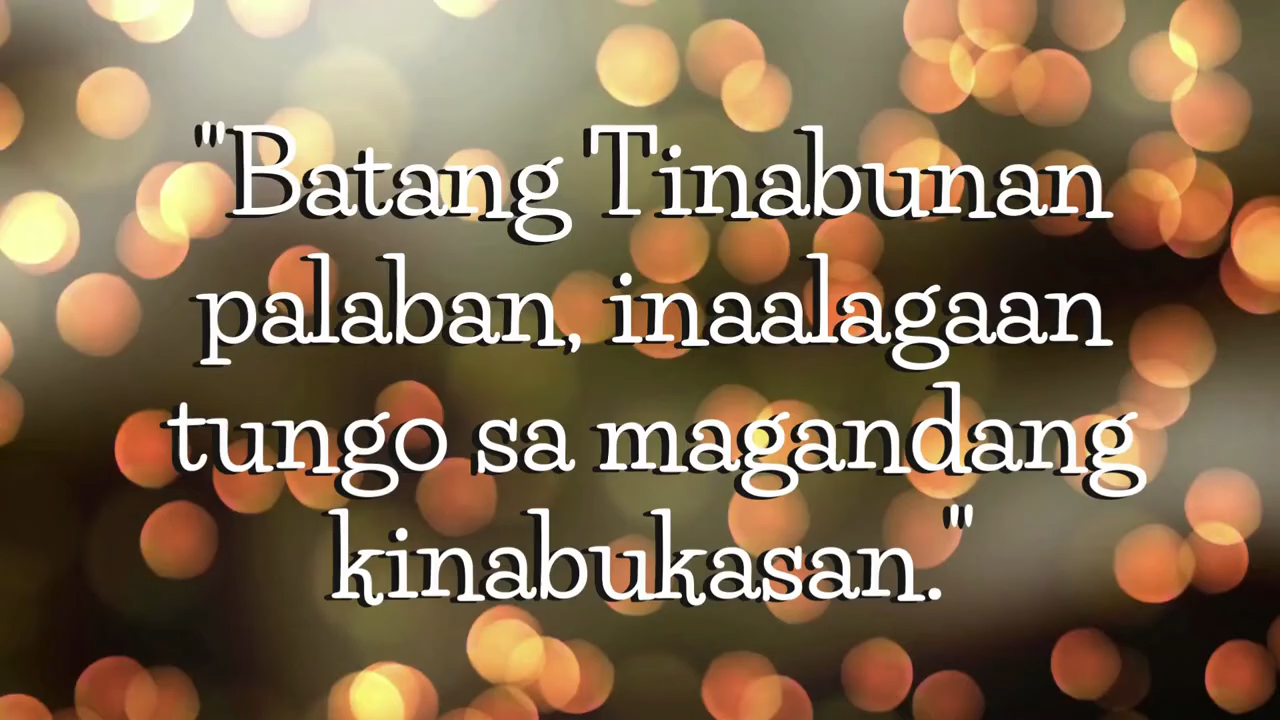 "Batang Tinabunan
palaban, inaalagaan
tungo sa magandang
kinabukasan."